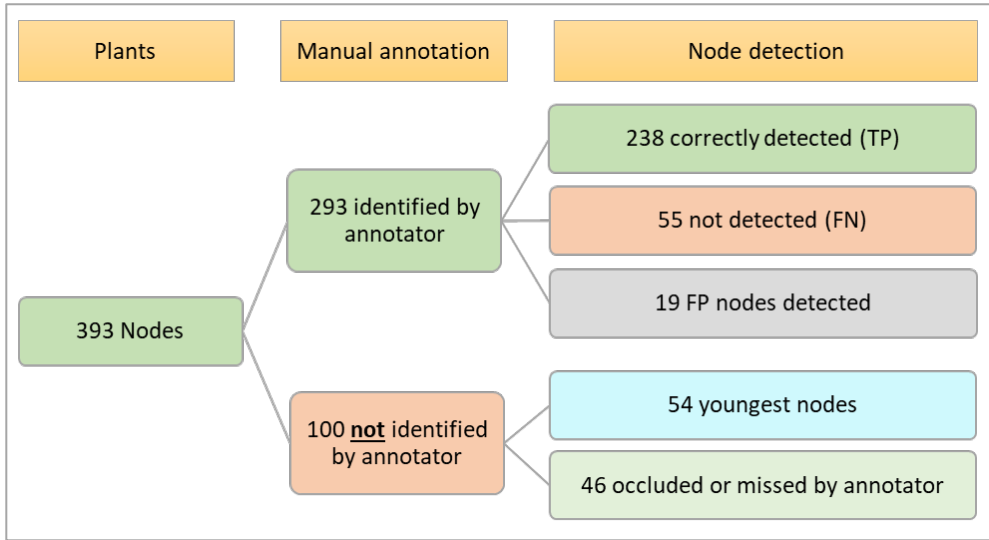 Plants
Manual annotation
Node detection
393 Nodes
293 identified by
annotator
238 correctly detected (TP)
55 not detected (FN)
19 FP nodes detected
100 not identified
by annotator
54 youngest nodes
46 occluded or missed by annotator